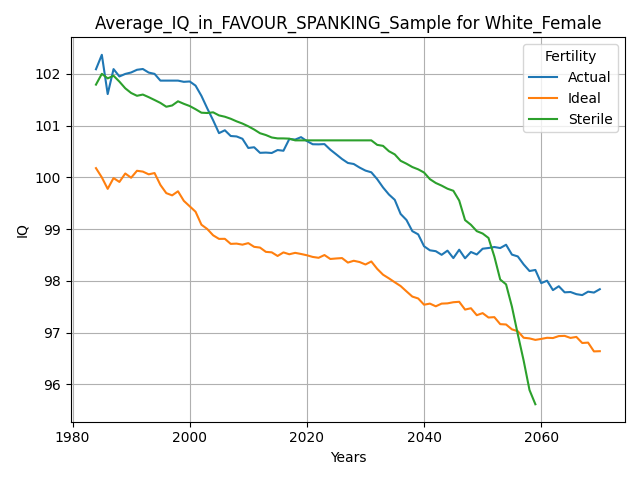 Average_IQ_in_FAVOUR_SPANKING_Sample for White_Female
Fertility
Actual
Ideal
Sterile
IQ
102
101
100
99
98
97
96
1980
2000
2020
2040
2060
Years